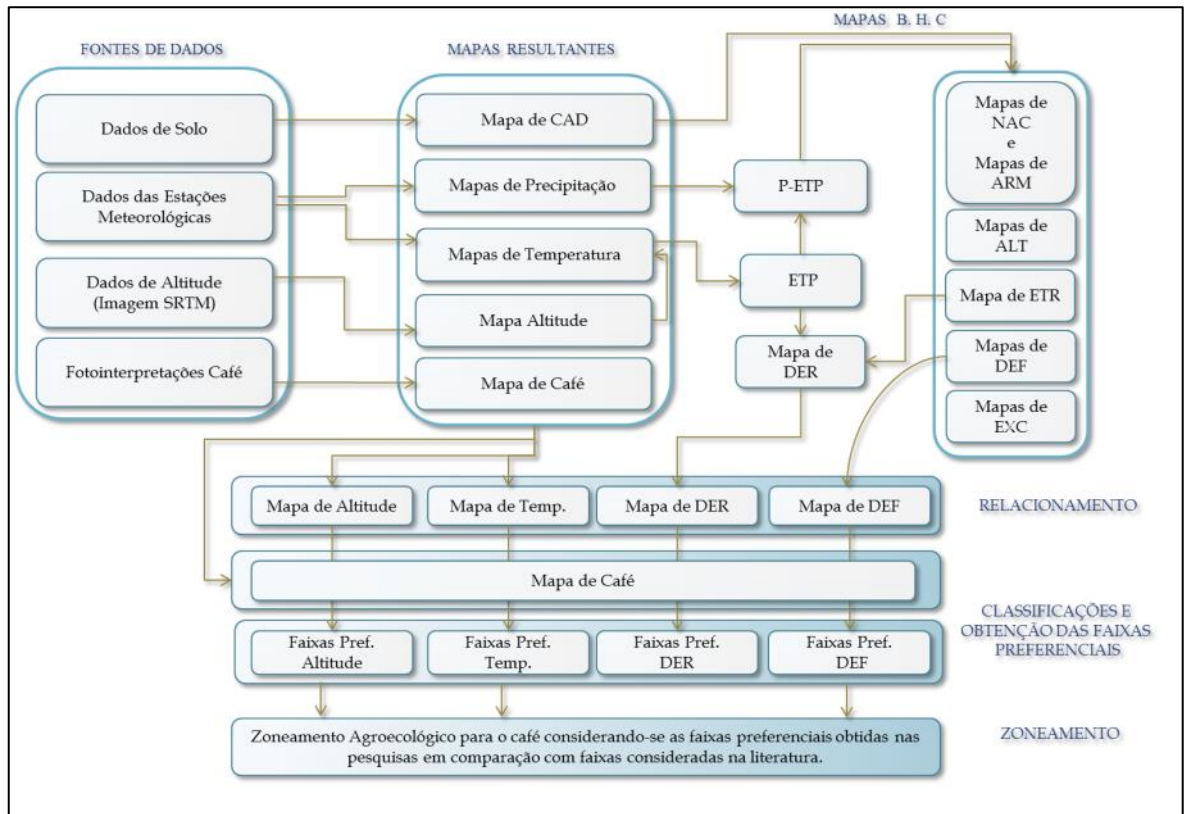 MAPAS B. H. C
FONTES DE DADOS
MAPAS RESULTANTES
Dados de Solo
Dados das Estações
Meteorológicas
Dados de Altitude
(Imagem SRTM)
Fotointerpretações Café
Mapa de CAD
Mapas de Precipitação
Mapas de Temperatura
Mapa Altitude
Mapa de Café
P-ETP
ETP
Mapa de
DER
Mapas de
NAC
e
Mapas de
ARM
Mapas de
ALT
Mapa de ETR
Mapas de
DEF
Mapas de
EXC
Mapa de Altitude
Mapa de Temp.
Mapa de DER
Mapa de DEF
RELACIONAMENTO
Mapa de Café
CLASSIFICAÇÕES E
OBTENÇÃO DAS FAIXAS
PREFERENCIAIS
Faixas Pref.
Altitude
Faixas Pref.
Temp.
Faixas Pref.
DER
Faixas Pref.
DEF
Zoneamento Agroecológico para o café considerando-se as faixas preferenciais obtidas nas
pesquisas em comparação com faixas consideradas na literatura.
ZONEAMENTO